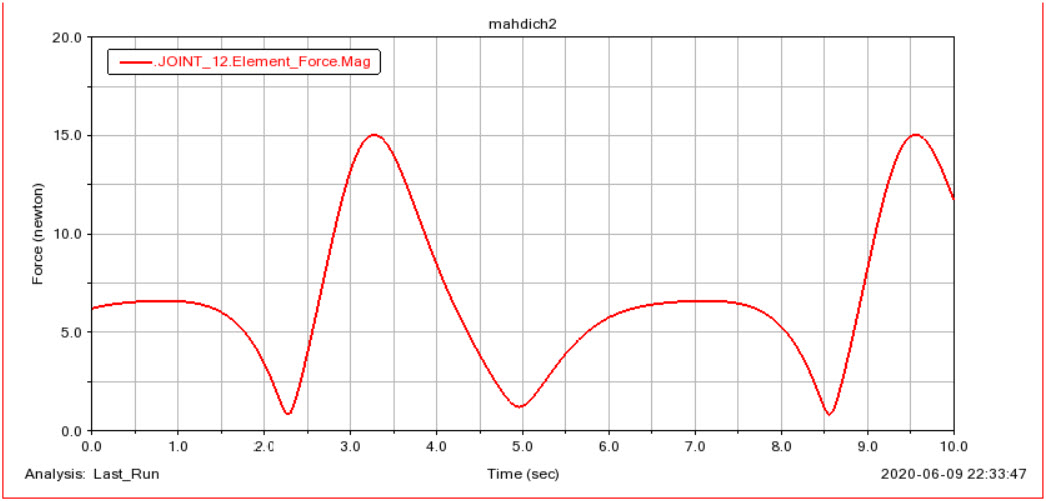 mahdich2
20.0
.JOINT_12.Element_Force.Mag
15.0
10.0
5.0
0.0
Force (newton)
0.0 1.0 2.0 3.0 4.0 5.0 6.0 7.0 8.0 9.0 10.0
Analysis: Last_Run Time (sec) 2020-06-09 22:33:47